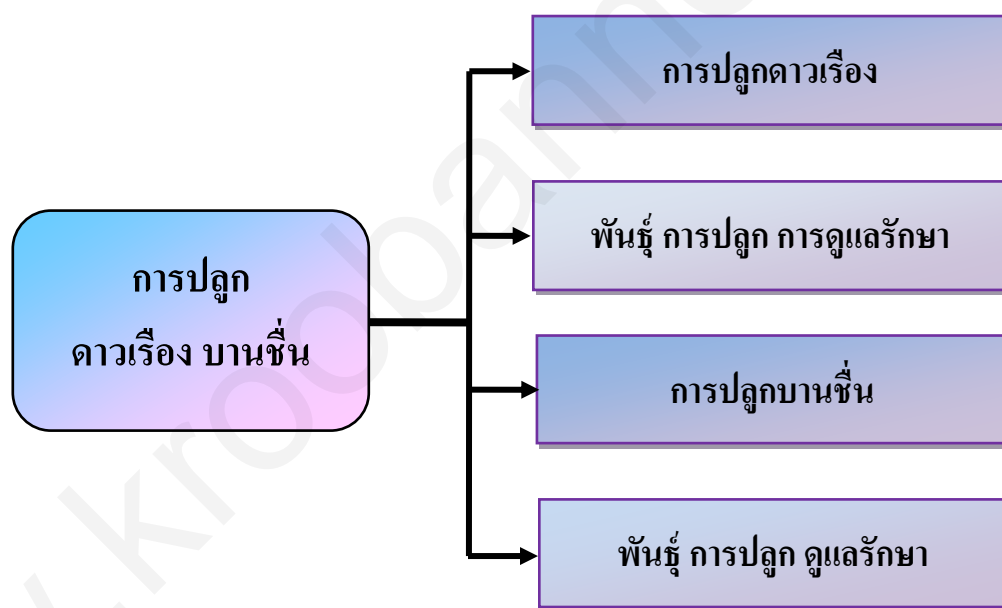 การปลูกดาวเรือง
พันธุ์ การปลูก การดูแลรักษา
การปลูก
ดาวเรือง บานชื่น
การปลูกบานชื่น
พันธุ์ การปลูก ดูแลรักษา